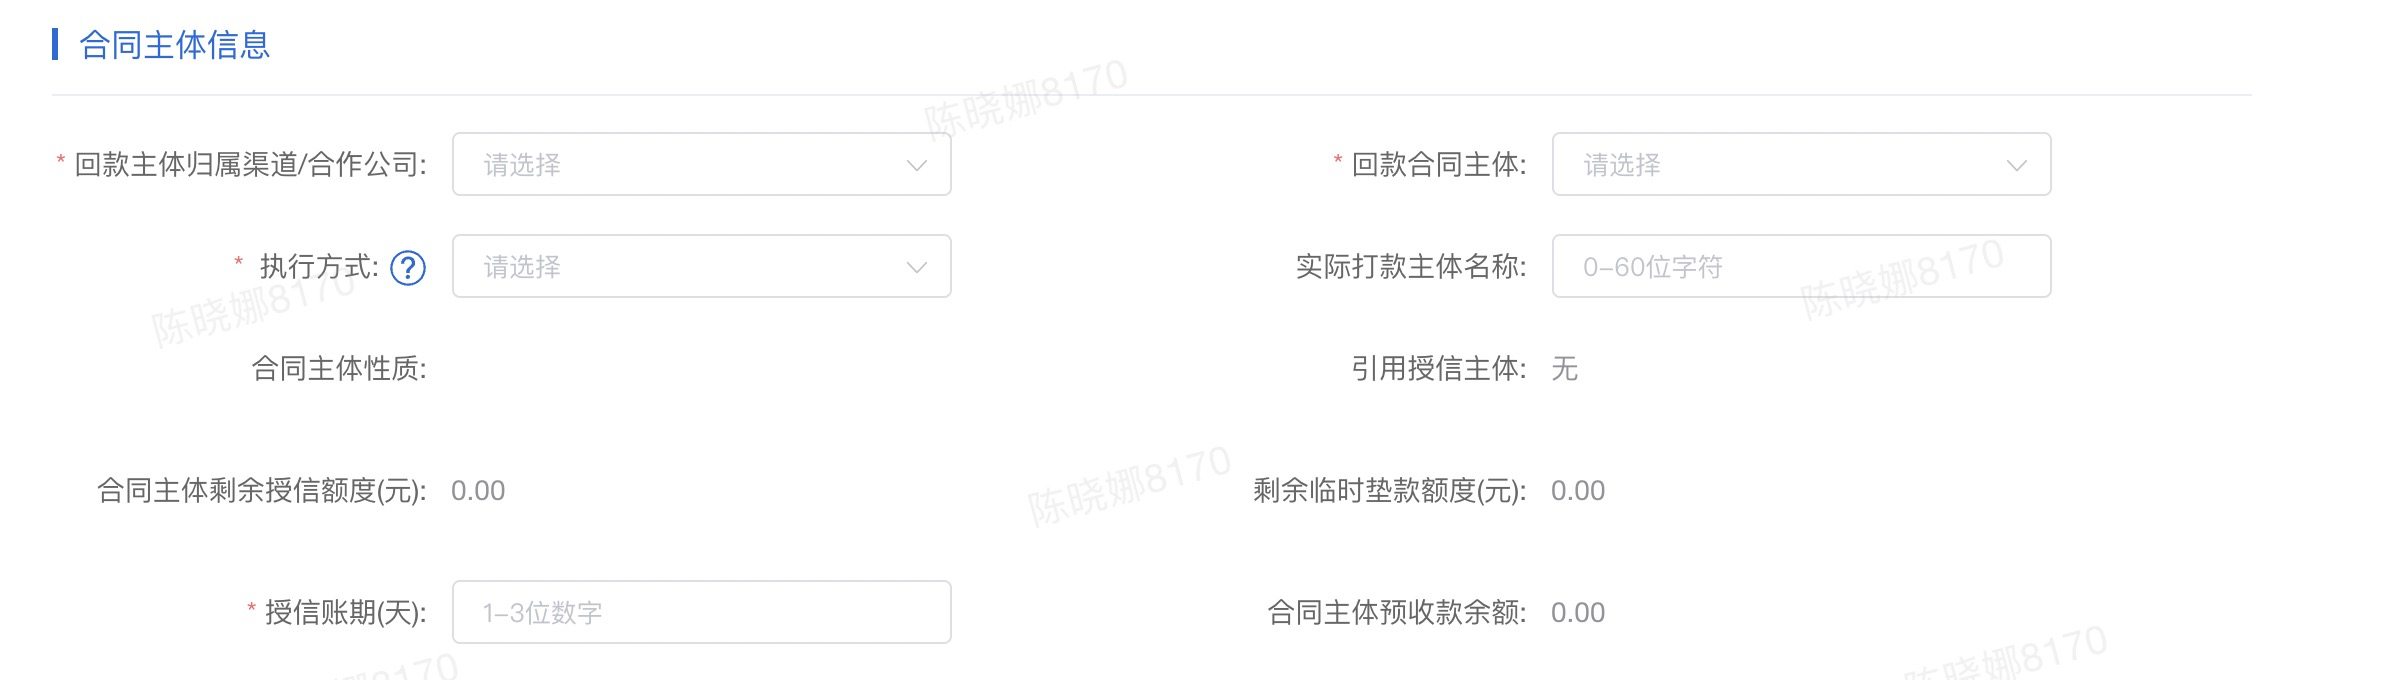 合同主体信息
陈晓娜8170
* 回款主体归属渠道/合作公司: 请选择
* 回款合同主体: 请选择
* 执行方式: ? 请选择
实际打款主体名称: 0-60位字符
陈晓娜8170
陈晓娜8170
合同主体性质:
引用授信主体: 无
陈晓娜8170
合同主体剩余授信额度(元): 0.00
剩余临时垫款额度(元): 0.00
* 授信账期(天): 1-3位数字
合同主体预收款余额: 0.00
娜8170
陈晓娜8170